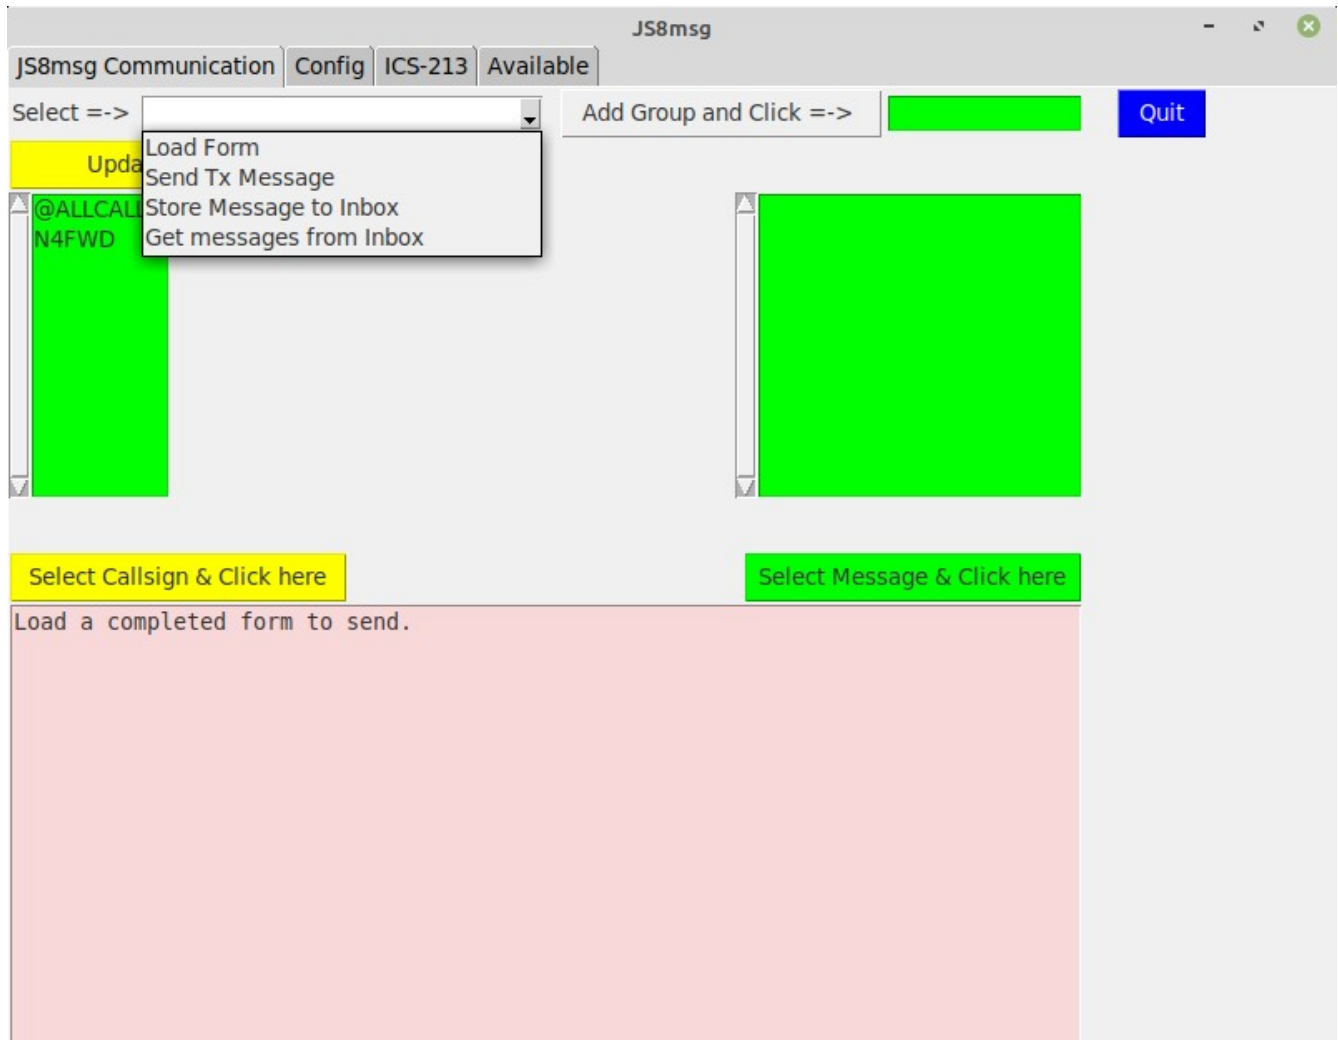 JS8msg
JS8msg Communication Config ICS-213 Available
Select =-> Add Group and Click =-> Quit
Load Form
Upda
Send Tx Message
@ALLCALL Store Message to Inbox
N4FWD Get messages from Inbox
Select Callsign & Click here Select Message & Click here
Load a completed form to send.